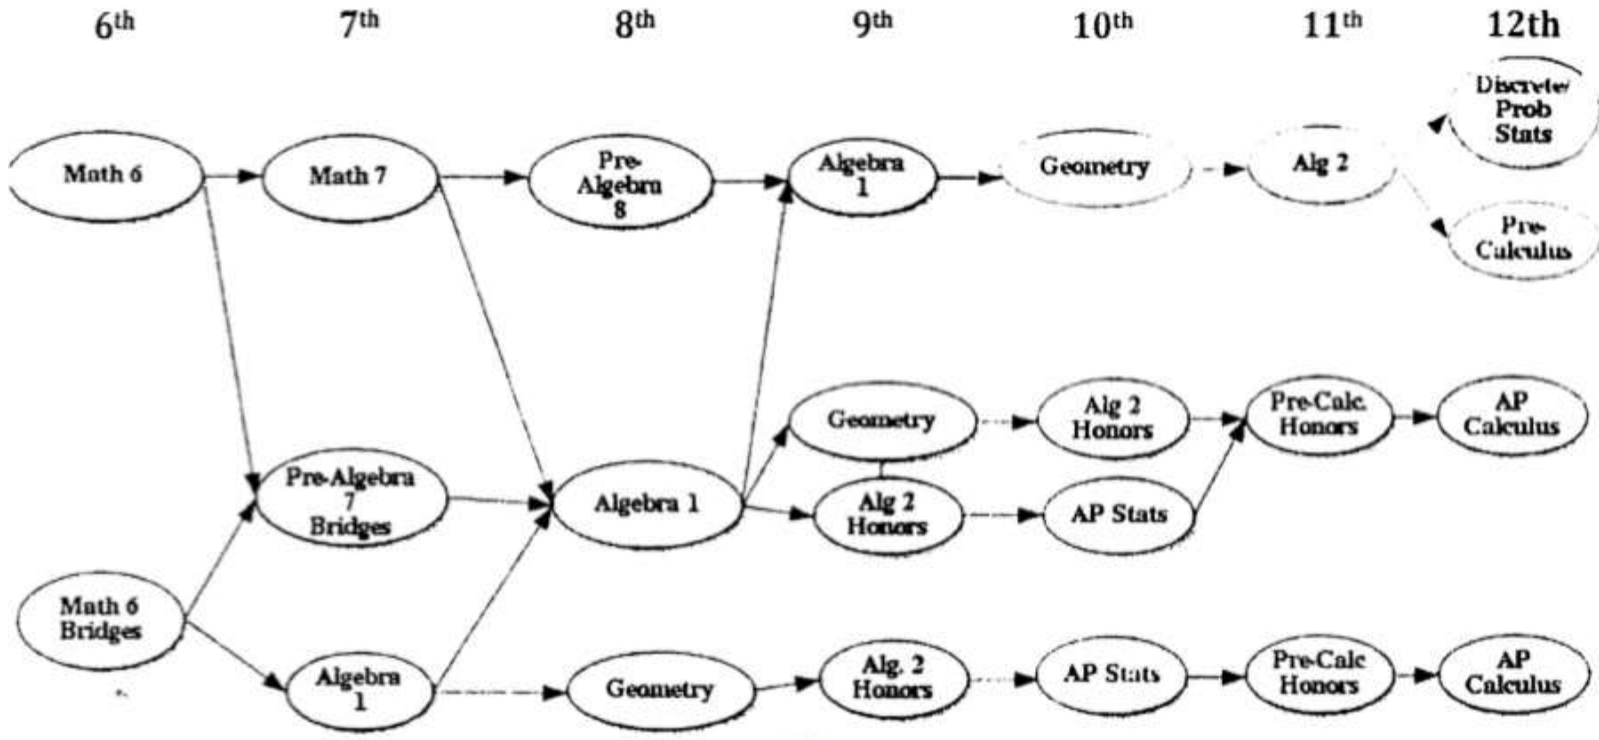 6th 7th 8th 9th 10th 11th 12th
Math 6
Math 7
Pre-
Algebra
8
Algebra
1
Geometry
Alg 2
Discrete/
Prob
Stats
Pre-
Calculus
Geometry
Alg 2
Honors
Pre-Calc.
Honors
AP
Calculus
Pre-Algebra
7
Bridges
Algebra 1
Alg 2
Honors
AP Stats
Math 6
Bridges
Algebra
1
Geometry
Alg. 2
Honors
AP Stats
Pre-Calc
Honors
AP
Calculus